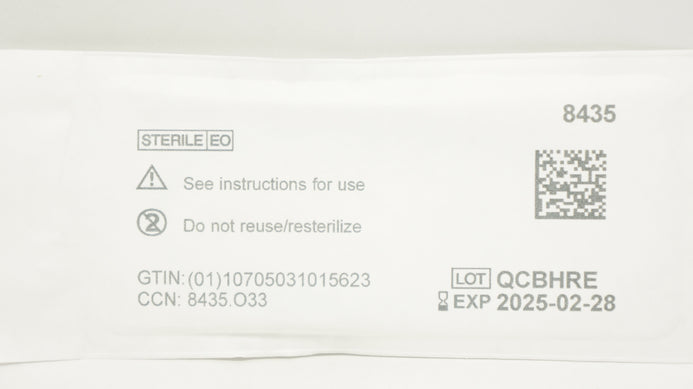 8435
STERILE EO
See instructions for use
2 Do not reuse/resterilize
GTIN: (01)10705031015623
CCN: 8435.O33
LOT QCBHRE
EXP 2025-02-28